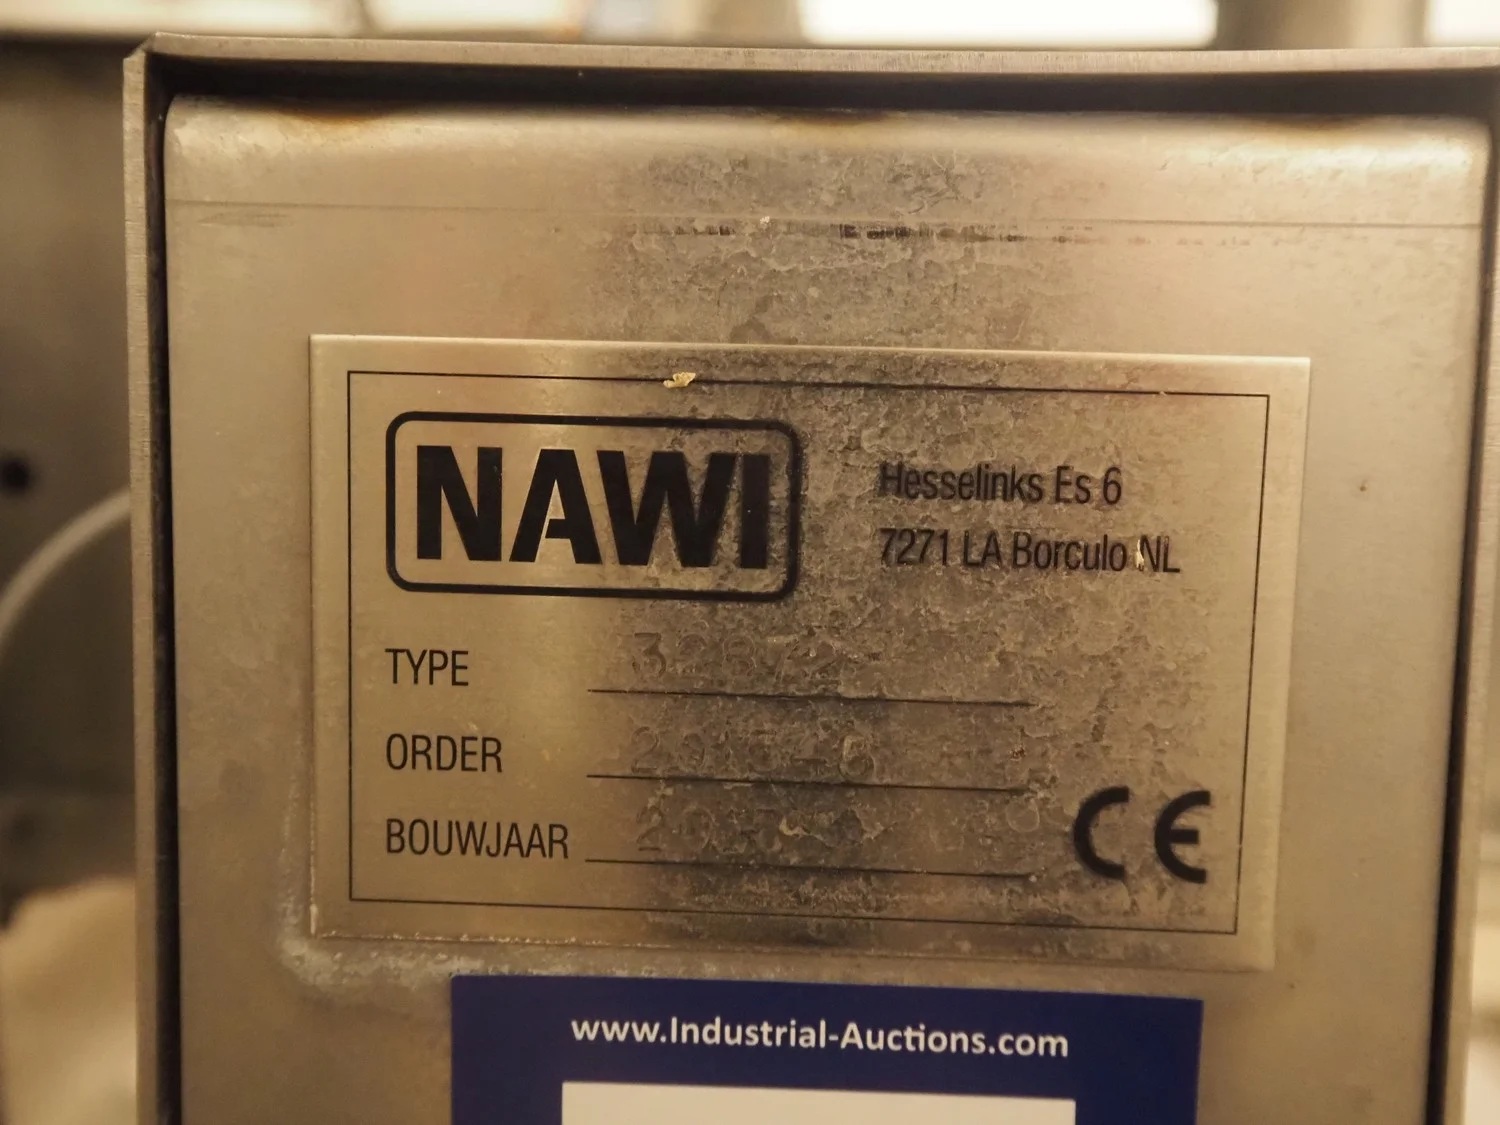 NAWI
Hesselinks Es 6
7271 LA Borculo NL
TYPE
ORDER
BOUWJAAR
CE
www.Industrial-Auctions.com